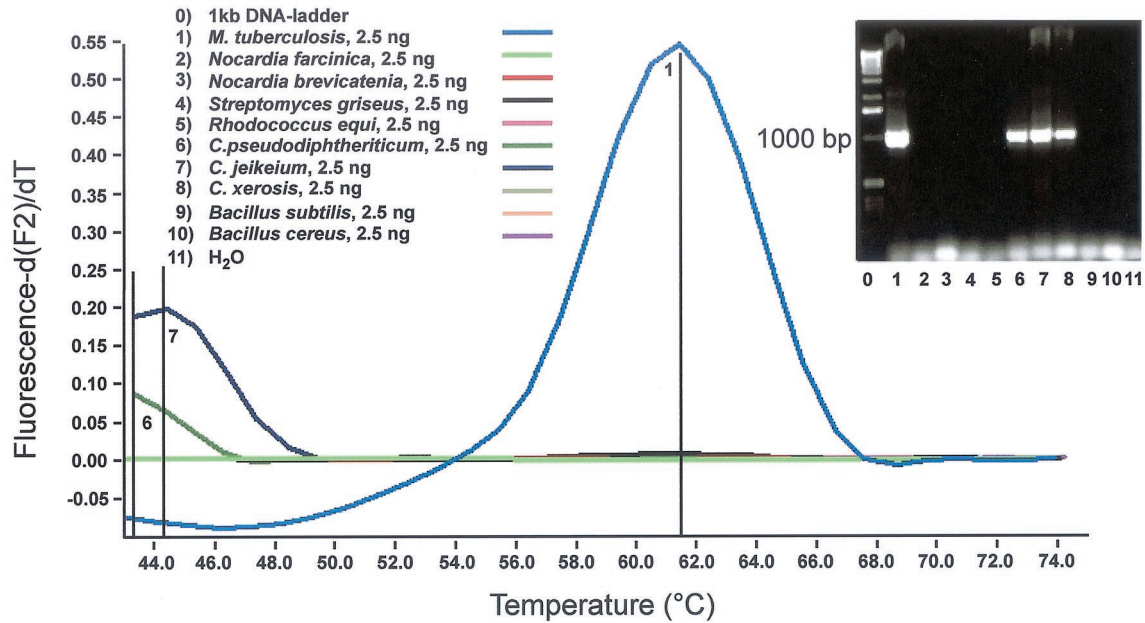 0) 1kb DNA-ladder
1) M. tuberculosis, 2.5 ng
2) Nocardia farcinica, 2.5 ng
3) Nocardia brevicatenia, 2.5 ng
4) Streptomyces griseus, 2.5 ng
5) Rhodococcus equi, 2.5 ng
6) C.pseudodiphtheriticum, 2.5 ng
7) C. jeikeium, 2.5 ng
8) C. xerosis, 2.5 ng
9) Bacillus subtilis, 2.5 ng
10) Bacillus cereus, 2.5 ng
11) H2O
Fluorescence-d(F2)/dT
0.55
0.50
0.45
0.40
0.35
0.30
0.25
0.20
0.15
0.10
0.05
0.00
-0.05
1
7
6
1000 bp
0 1 2 3 4 5 6 7 8 9 10 11
44.0 46.0 48.0 50.0 52.0 54.0 56.0 58.0 60.0 62.0 64.0 66.0 68.0 70.0 72.0 74.0
Temperature (°C)